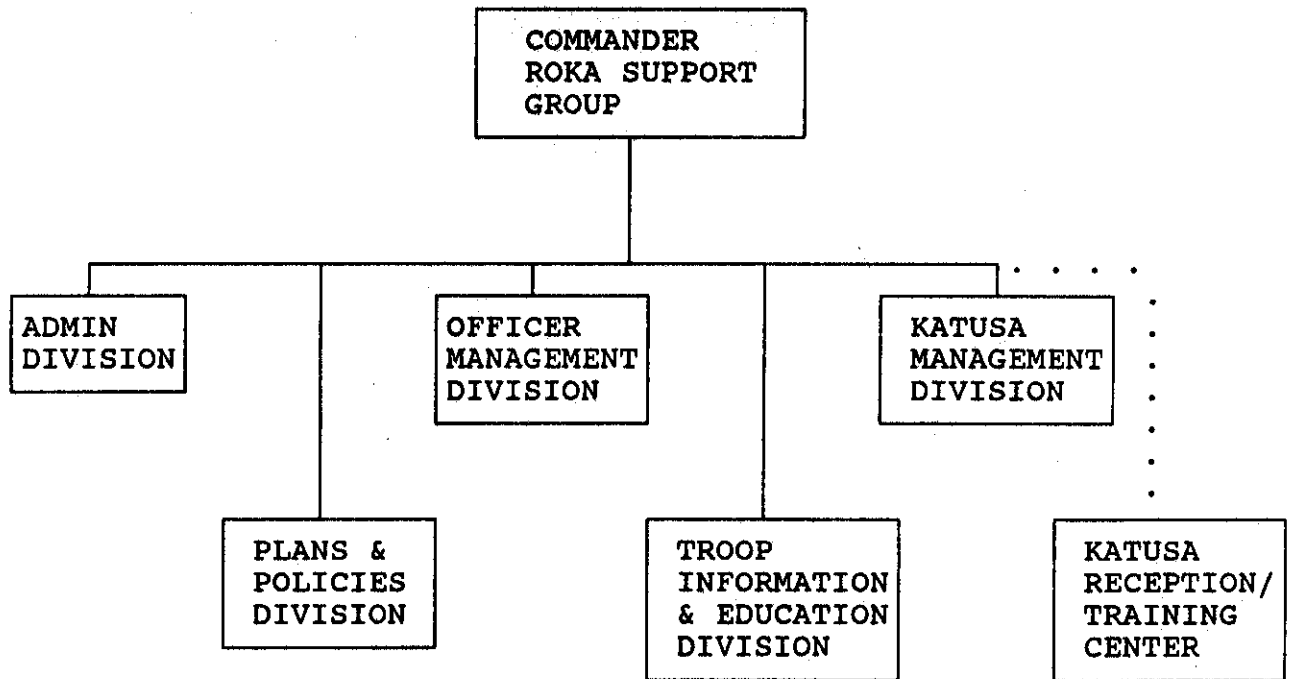 COMMANDER
ROKA SUPPORT
GROUP
ADMIN
DIVISION
OFFICER
MANAGEMENT
DIVISION
KATUSA
MANAGEMENT
DIVISION
PLANS &
POLICIES
DIVISION
TROOP
INFORMATION
& EDUCATION
DIVISION
KATUSA
RECEPTION/
TRAINING
CENTER